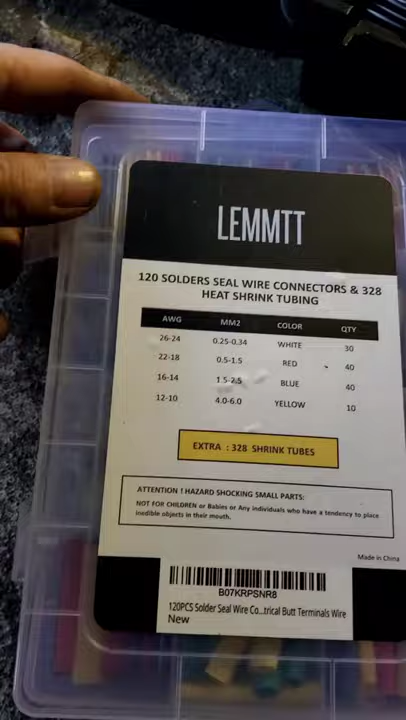 LEMMTT
120 SOLDERS SEAL WIRE CONNECTORS & 328
HEAT SHRINK TUBING
AWG MM2 COLOR QTY
26-24 0.25-0.34 WHITE 30
22-18 0.5-1.5 RED 40
16-14 1.5-2.5 BLUE 40
12-10 4.0-6.0 YELLOW 10
EXTRA : 328 SHRINK TUBES
ATTENTION ! HAZARD SHOCKING SMALL PARTS:
NOT FOR CHILDREN or Babies or Any individuals who have a tendency to place
inedible objects in their mouth.
Made in China
B07KRPSNR8
120PCS Solder Seal Wire Co...trical Butt Terminals Wire
New